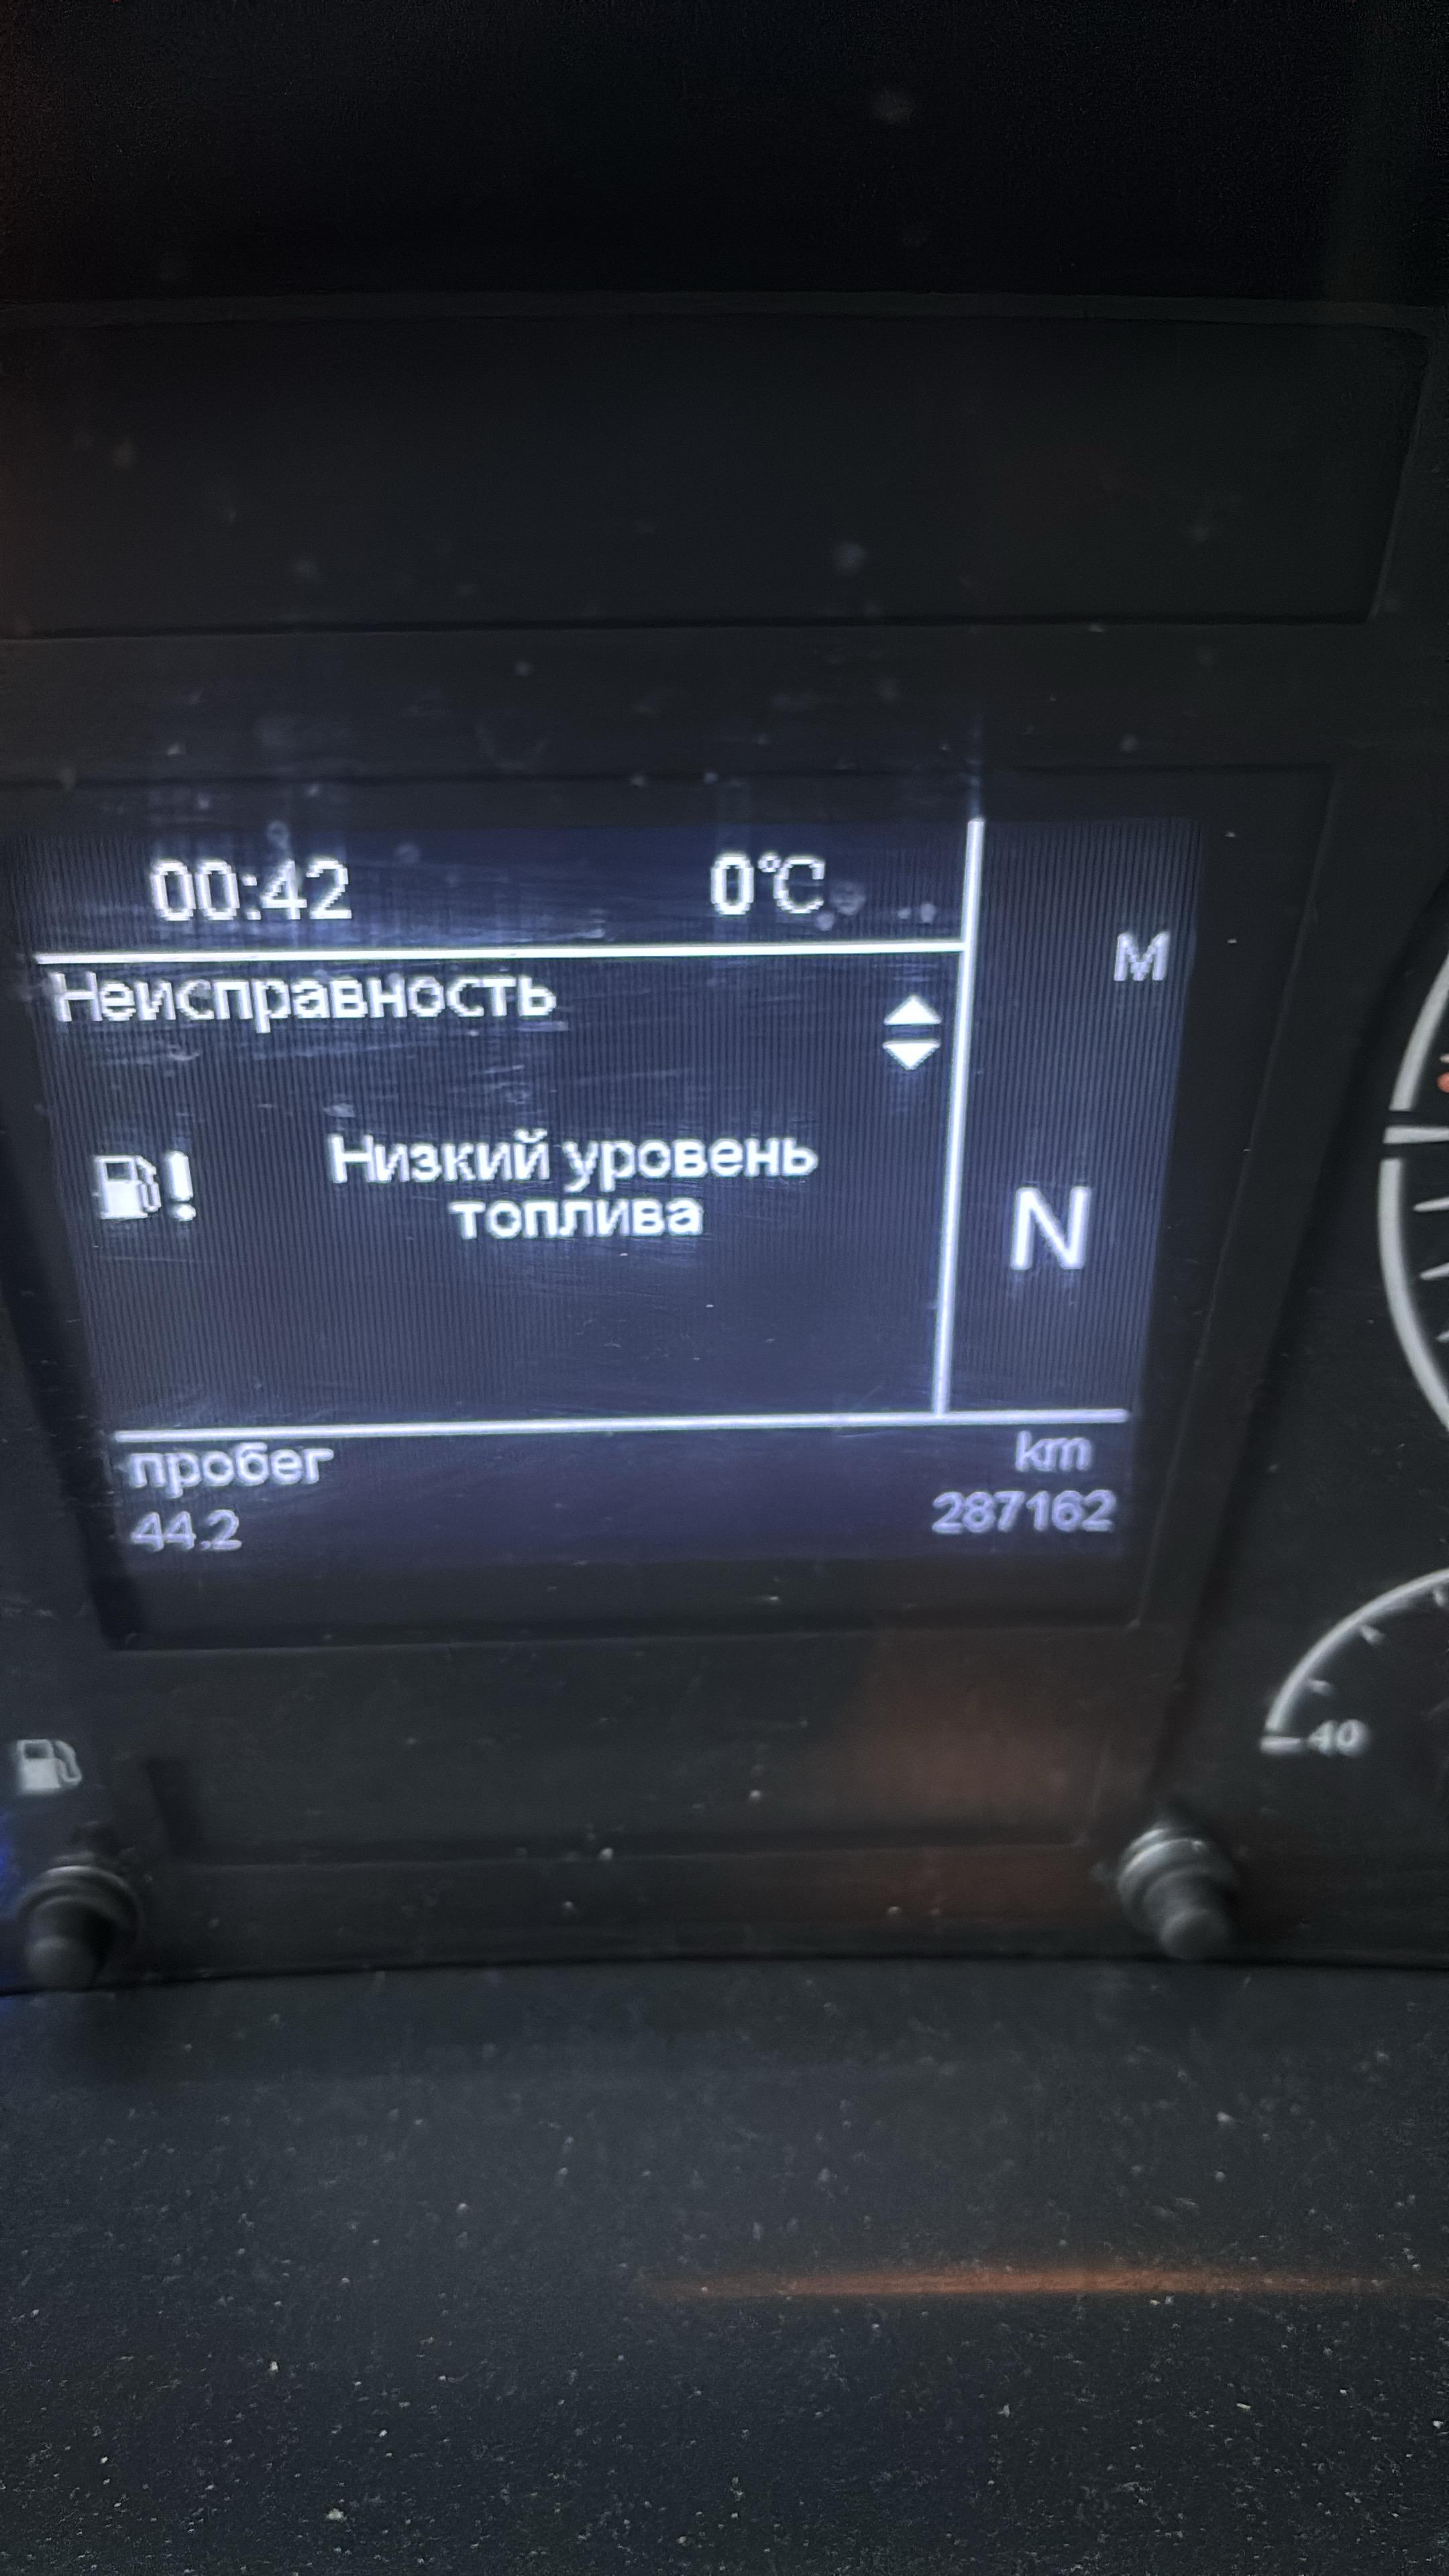 00:42 0°C
M
Неисправность
! Низкий уровень
топлива
N
пробег km
44.2 287162
40